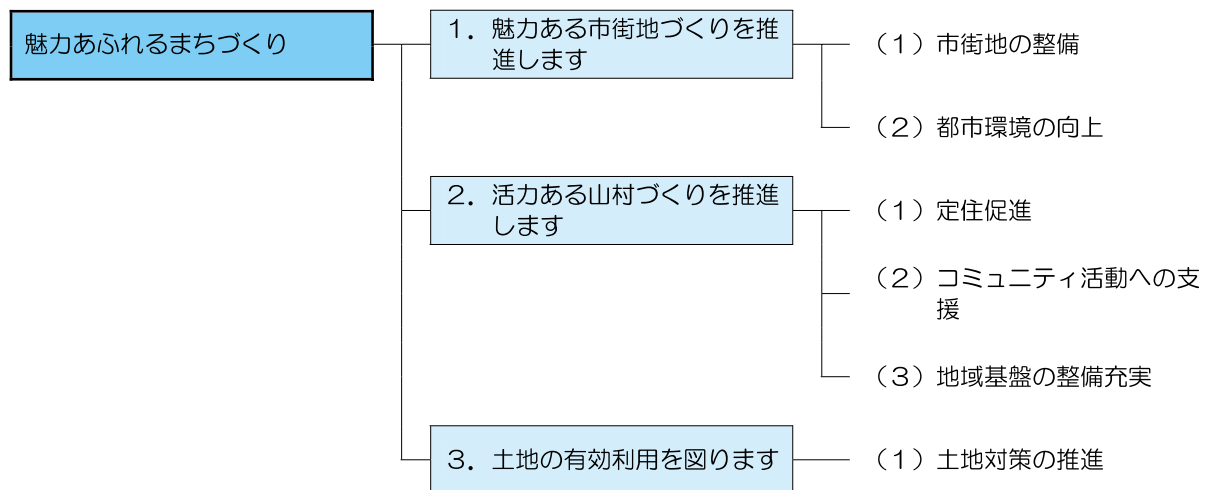 魅力あふれるまちづくり
１．魅力ある市街地づくりを推
進します
（１）市街地の整備
（２）都市環境の向上
２．活力ある山村づくりを推進
します
（１）定住促進
（２）コミュニティ活動への支
援
（３）地域基盤の整備充実
３．土地の有効利用を図ります
（１）土地対策の推進